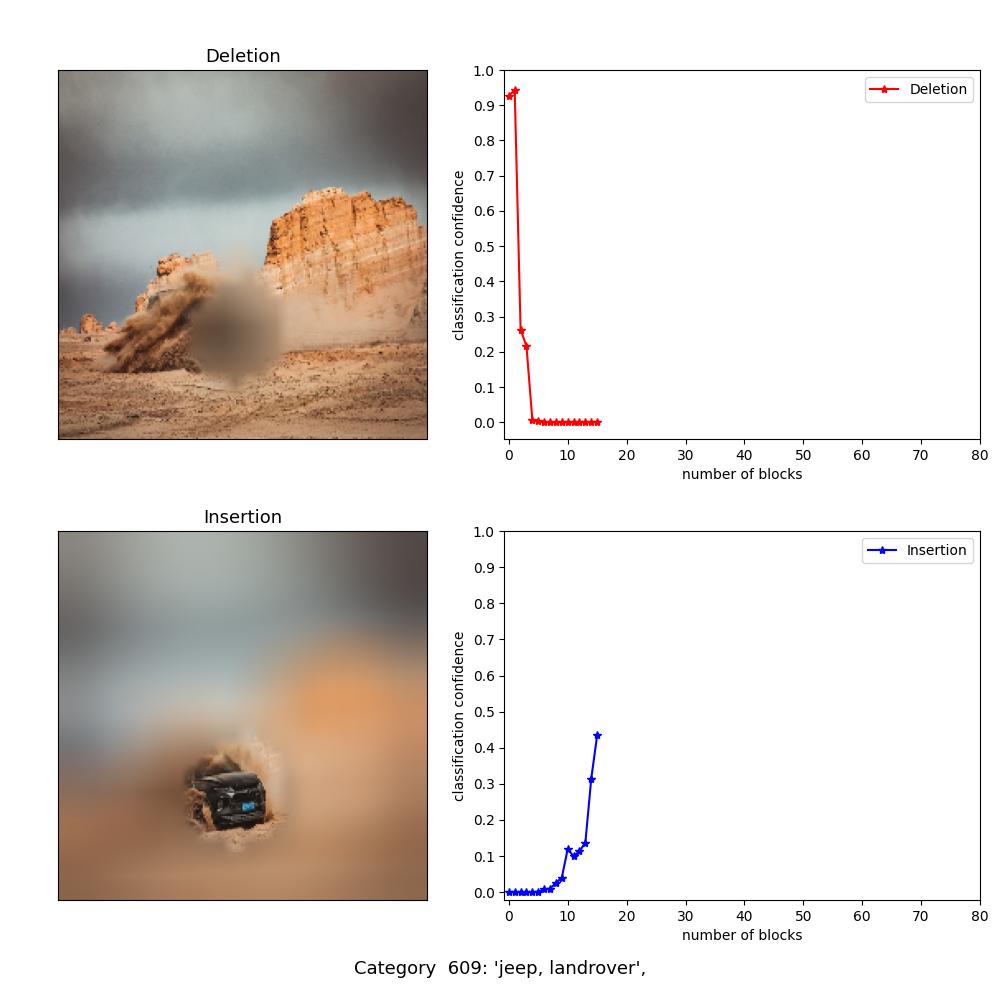 Deletion
1.0
0.9
0.8
0.7
0.6
0.5
0.4
0.3
0.2
0.1
0.0
classification confidence
Deletion
0 10 20 30 40 50 60 70 80
number of blocks
Insertion
1.0
0.9
0.8
0.7
0.6
0.5
0.4
0.3
0.2
0.1
0.0
classification confidence
Insertion
0 10 20 30 40 50 60 70 80
number of blocks
Category  609: 'jeep, landrover',